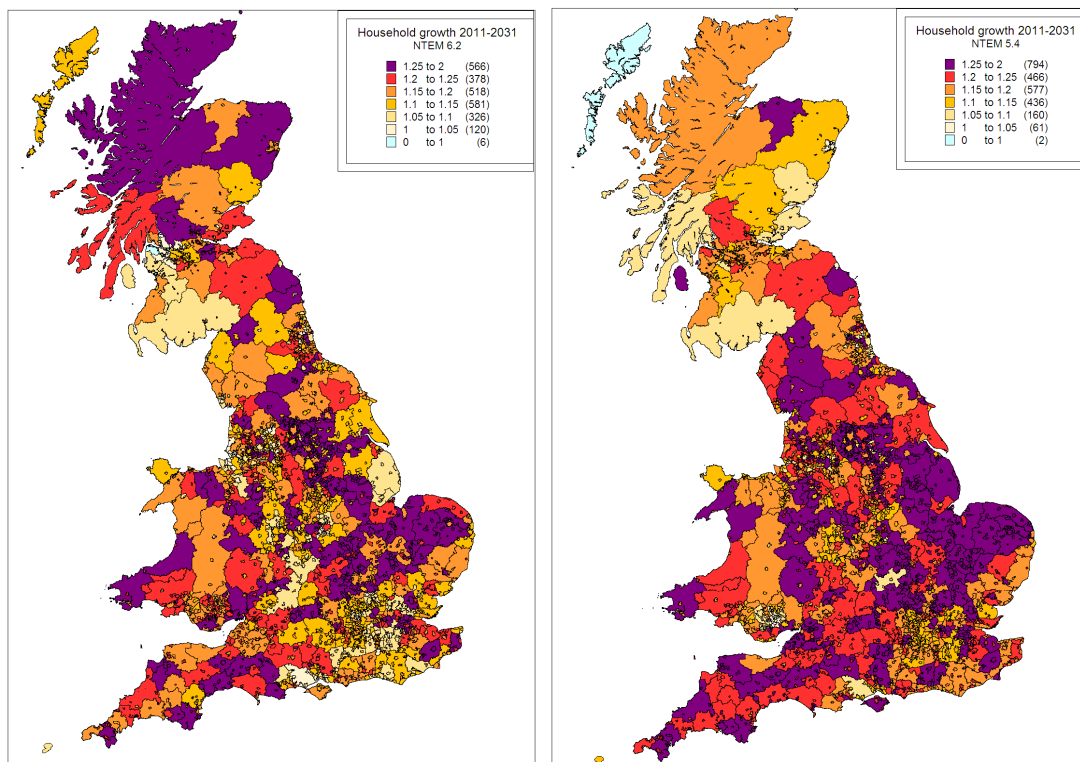 Household growth 2011-2031
NTEM 6.2
1.25 to 2 (566)
1.2 to 1.25 (378)
1.15 to 1.2 (518)
1.1 to 1.15 (581)
1.05 to 1.1 (326)
1 to 1.05 (120)
0 to 1 (6)
Household growth 2011-2031
NTEM 5.4
1.25 to 2 (794)
1.2 to 1.25 (466)
1.15 to 1.2 (577)
1.1 to 1.15 (436)
1.05 to 1.1 (160)
1 to 1.05 (61)
0 to 1 (2)